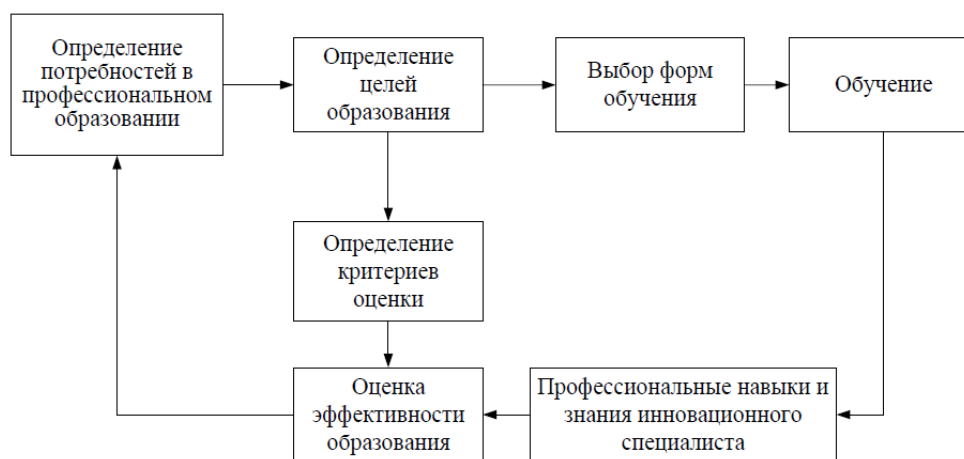 Определение
потребностей в
профессиональном
образовании
Определение
целей
образования
Выбор форм
обучения
Обучение
Определение
критериев
оценки
Оценка
эффективности
образования
Профессиональные навыки и
знания инновационного
специалиста